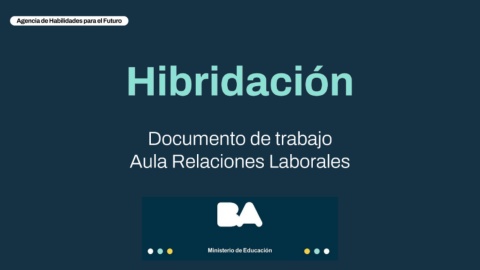 Agencia de Habilidades para el Futuro
Hibridación
Documento de trabajo
Aula Relaciones Laborales
BA
Ministerio de Educación